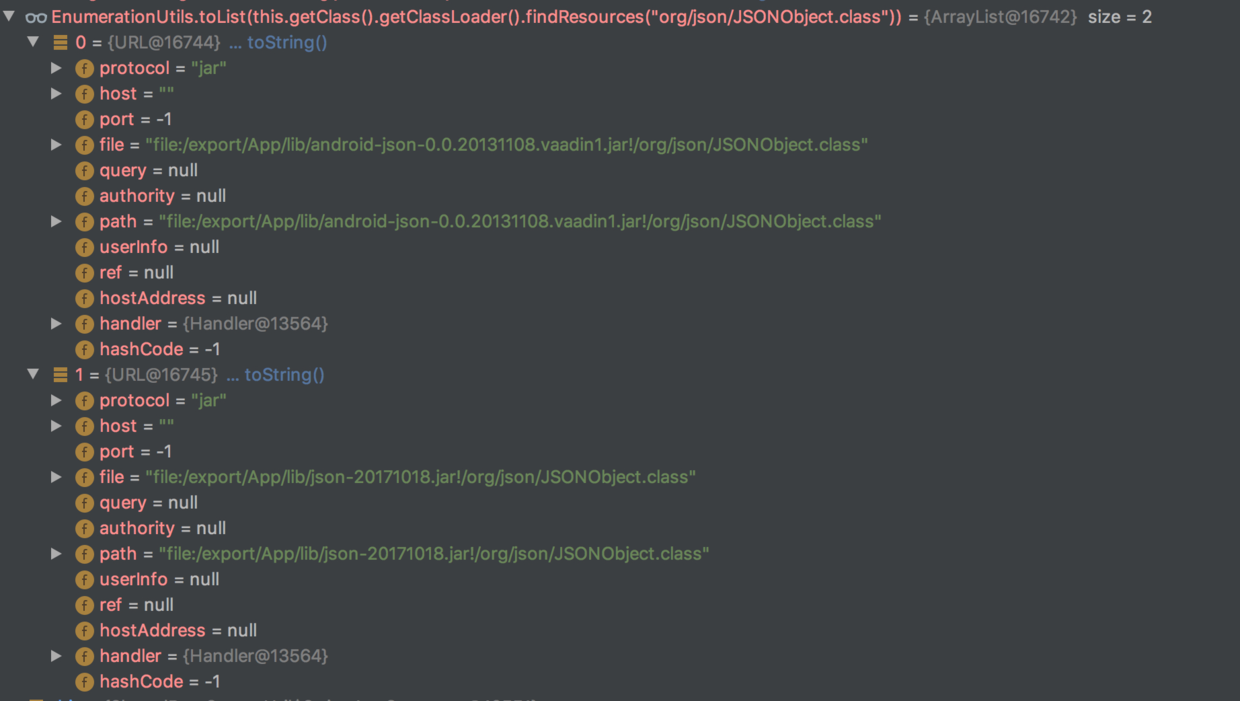 EnumerationUtils.toList(this.getClass().getClassLoader().findResources("org/json/JSONObject.class")) = {ArrayList@16742} size = 2
0 = {URL@16744} ... toString()
f protocol = "jar"
f host = ""
f port = -1
f file = "file:/export/App/lib/android-json-0.0.20131108.vaadin1.jar!/org/json/JSONObject.class"
f query = null
f authority = null
f path = "file:/export/App/lib/android-json-0.0.20131108.vaadin1.jar!/org/json/JSONObject.class"
f userInfo = null
f ref = null
f hostAddress = null
f handler = {Handler@13564}
f hashCode = -1
1 = {URL@16745} ... toString()
f protocol = "jar"
f host = ""
f port = -1
f file = "file:/export/App/lib/json-20171018.jar!/org/json/JSONObject.class"
f query = null
f authority = null
f path = "file:/export/App/lib/json-20171018.jar!/org/json/JSONObject.class"
f userInfo = null
f ref = null
f hostAddress = null
f handler = {Handler@13564}
f hashCode = -1